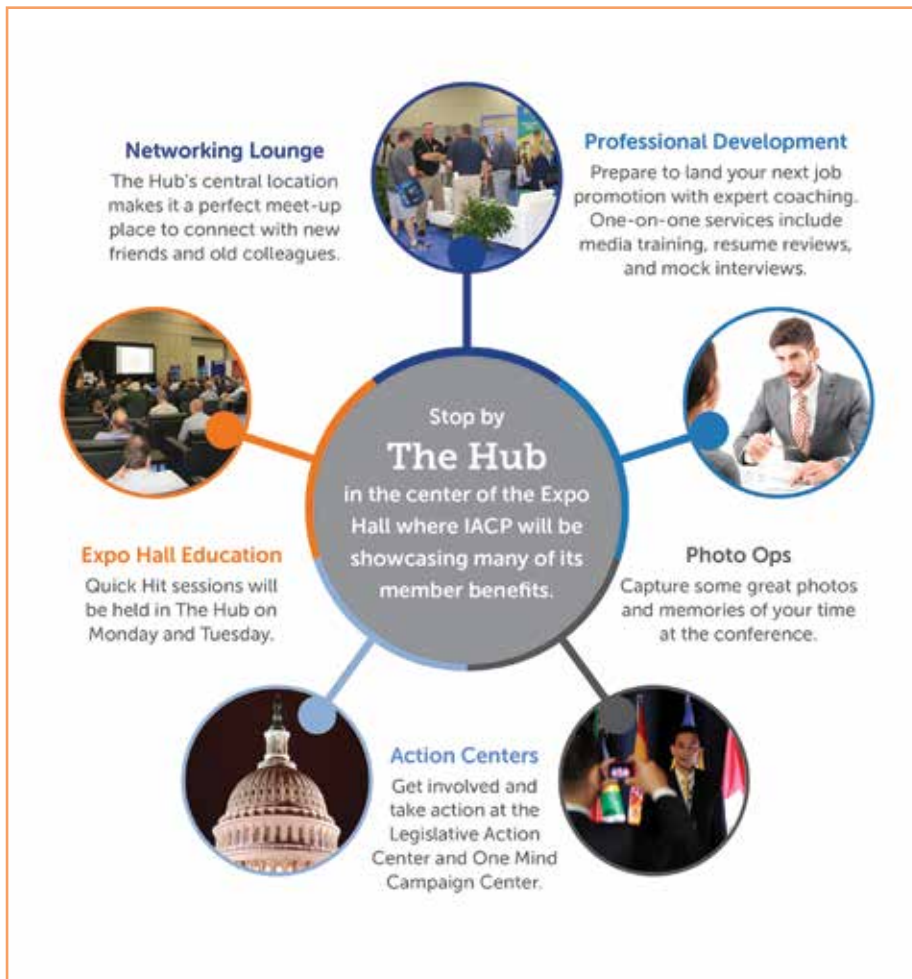 Networking Lounge
The Hub's central location
makes it a perfect meet-up
place to connect with new
friends and old colleagues.
Professional Development
Prepare to land your next job
promotion with expert coaching.
One-on-one services include
media training, resume reviews,
and mock interviews.
Stop by
The Hub
in the center of the Expo
Hall where IACP will be
showcasing many of its
member benefits.
Expo Hall Education
Quick Hit sessions will
be held in The Hub on
Monday and Tuesday.
Photo Ops
Capture some great photos
and memories of your time
at the conference.
Action Centers
Get involved and
take action at the
Legislative Action
Center and One Mind
Campaign Center.